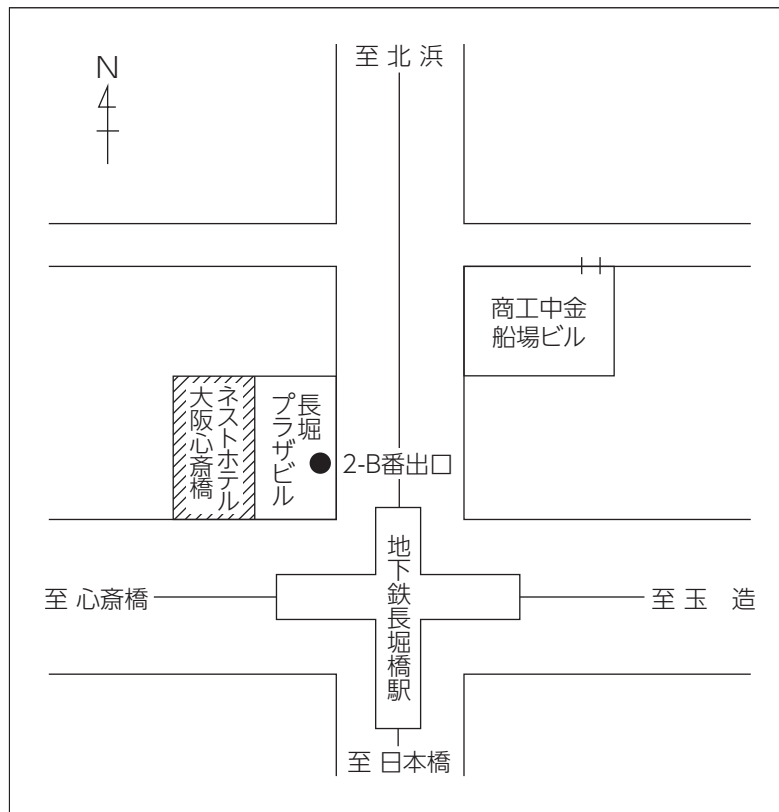 至 北 浜
N
商工中金
船場ビル
ネストホテル
大阪心斎橋
長堀
プラザビル
2-B番出口
地下鉄長堀橋駅
至 心斎橋
至 玉　造
至 日本橋